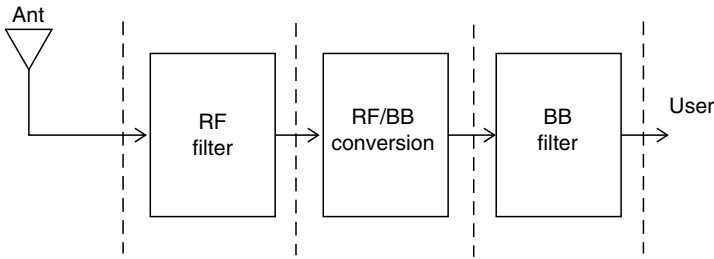 Ant
RF
filter
RF/BB
conversion
BB
filter
User